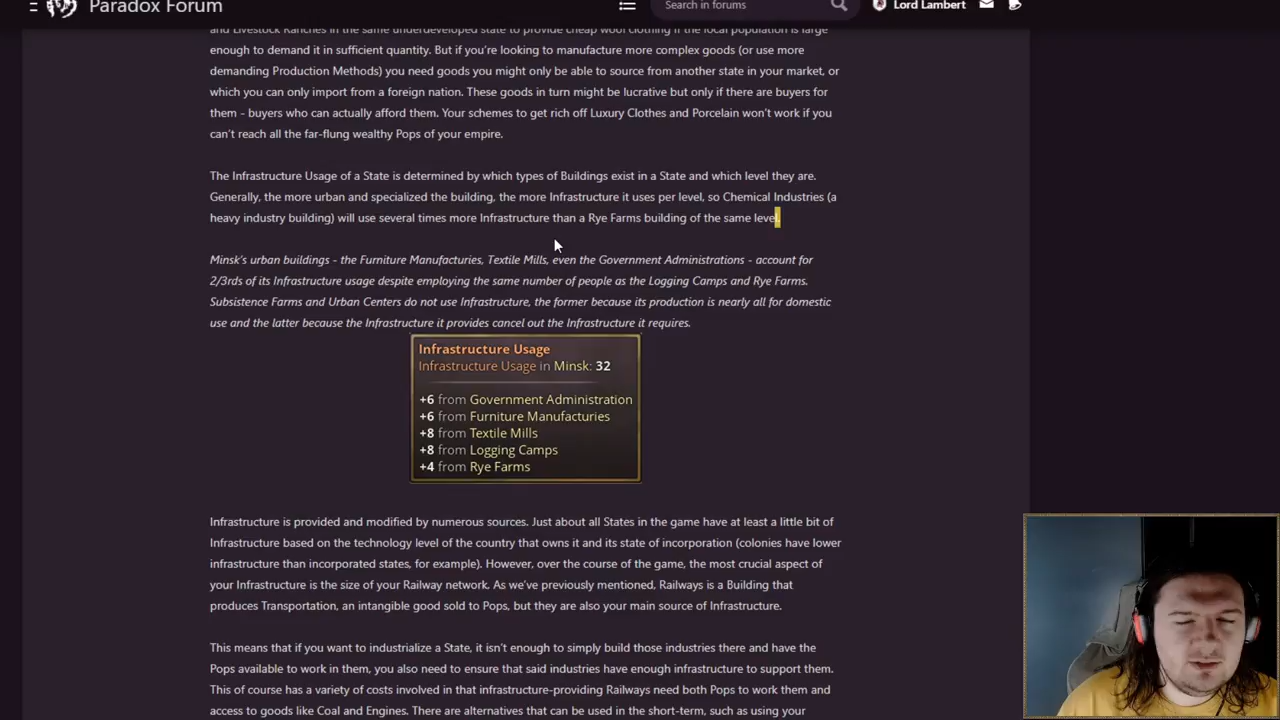 Paradox Forum
Search in forums
Lord Lambert
and Livestock Ranches in the same underdeveloped state to provide cheap wool clothing if the local population is large
enough to demand it in sufficient quantity. But if you're looking to manufacture more complex goods (or use more
demanding Production Methods) you need goods you might only be able to source from another state in your market, or
which you can only import from a foreign nation. These goods in turn might be lucrative but only if there are buyers for
them - buyers who can actually afford them. Your schemes to get rich off Luxury Clothes and Porcelain won't work if you
can't reach all the far-flung wealthy Pops of your empire.
The Infrastructure Usage of a State is determined by which types of Buildings exist in a State and which level they are.
Generally, the more urban and specialized the building, the more Infrastructure it uses per level, so Chemical Industries (a
heavy industry building) will use several times more Infrastructure than a Rye Farms building of the same level.
Minsk's urban buildings - the Furniture Manufactures, Textile Mills, even the Government Administrations - account for
2/3rds of its Infrastructure usage despite employing the same number of people as the Logging Camps and Rye Farms.
Subsistence Farms and Urban Centers do not use Infrastructure, the former because its production is nearly all for domestic
use and the latter because the Infrastructure it provides cancel out the Infrastructure it requires.
Infrastructure Usage
Infrastructure Usage in Minsk: 32
+6 from Government Administration
+6 from Furniture Manufacturies
+8 from Textile Mills
+8 from Logging Camps
+4 from Rye Farms
Infrastructure is provided and modified by numerous sources. Just about all States in the game have at least a little bit of
Infrastructure based on the technology level of the country that owns it and its state of incorporation (colonies have lower
infrastructure than incorporated states, for example). However, over the course of the game, the most crucial aspect of
your Infrastructure is the size of your Railway network. As we've previously mentioned, Railways is a Building that
produces Transportation, an intangible good sold to Pops, but they are also your main source of Infrastructure.
This means that if you want to industrialize a State, it isn't enough to simply build those industries there and have the
Pops available to work in them, you also need to ensure that said industries have enough infrastructure to support them.
This of course has a variety of costs involved in that infrastructure-providing Railways need both Pops to work them and
access to goods like Coal and Engines. There are alternatives that can be used in the short-term, such as using your